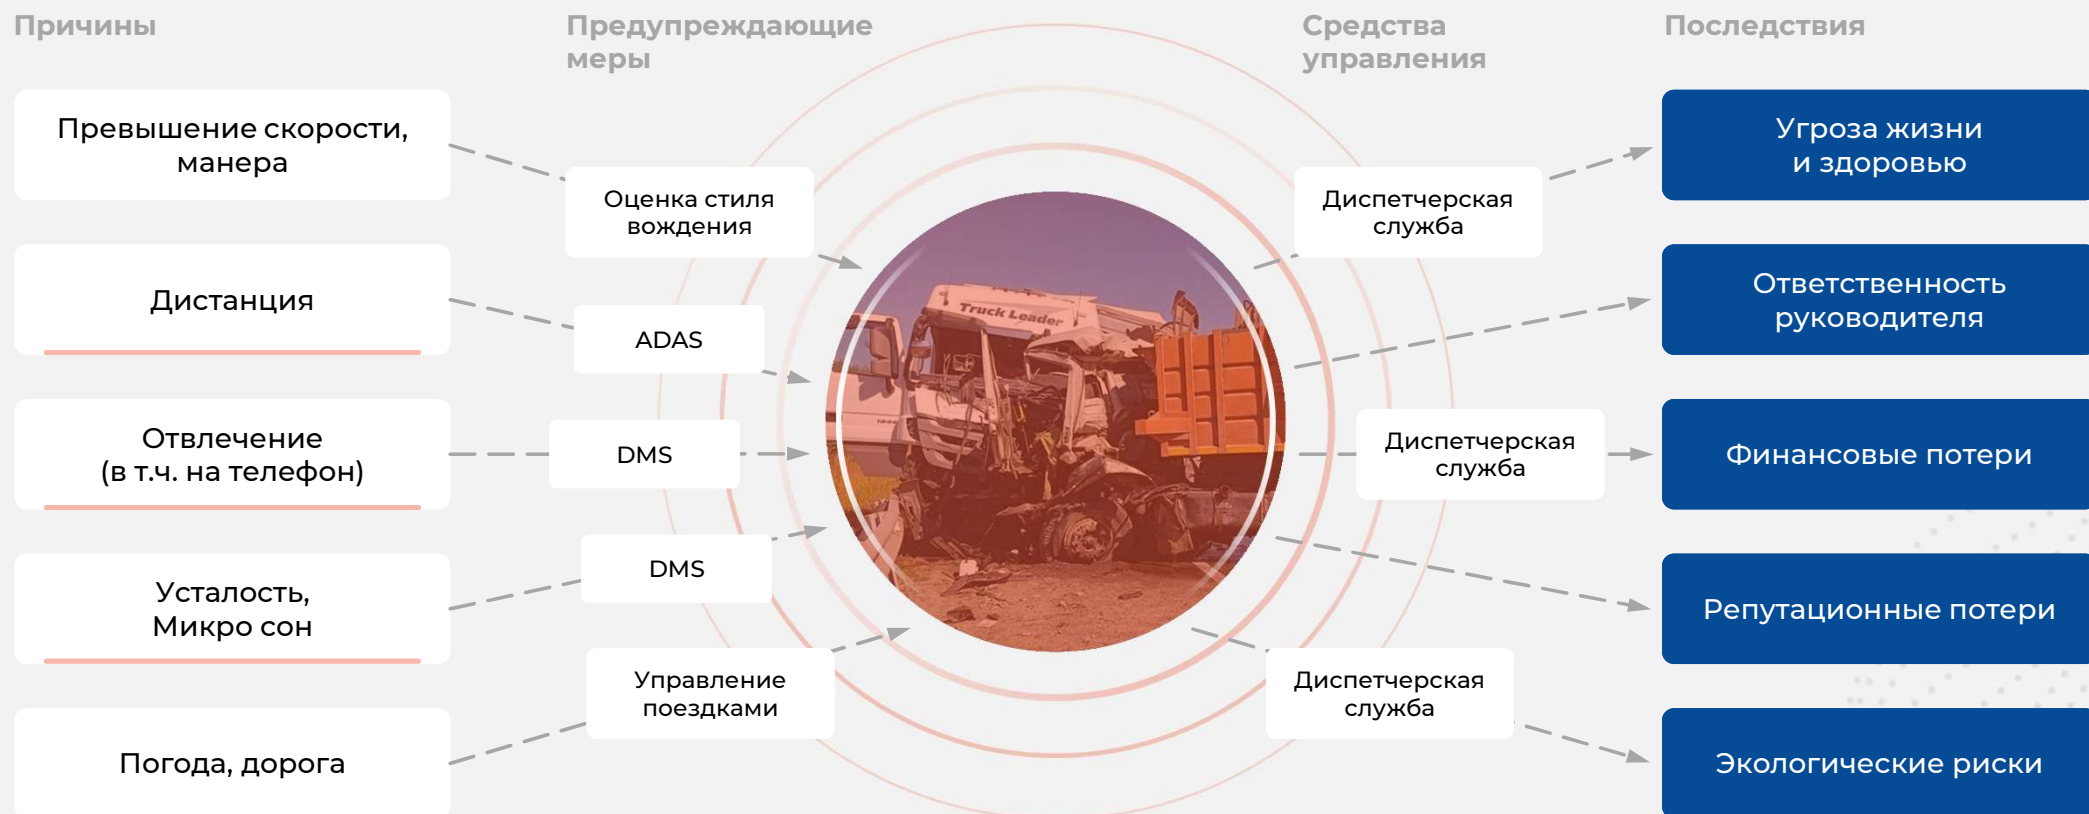 Причины
Предупреждающие
меры
Средства
управления
Последствия
Превышение скорости,
манера
Оценка стиля
вождения
Диспетчерская
служба
Угроза жизни
и здоровью
Дистанция
ADAS
Truck Leader
Ответственность
руководителя
Отвлечение
(в т.ч. на телефон)
DMS
Диспетчерская
служба
Финансовые потери
Усталость,
Микро сон
DMS
Репутационные потери
Управление
поездками
Диспетчерская
служба
Погода, дорога
Экологические риски